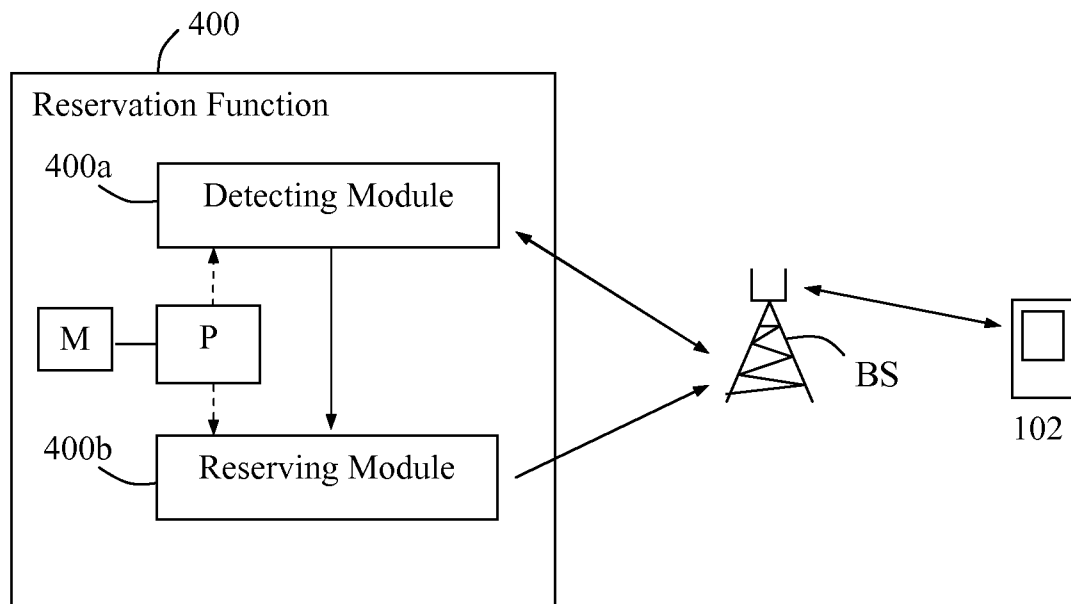 400
Reservation Function
400a
Detecting Module
M
P
BS
102
400b
Reserving Module